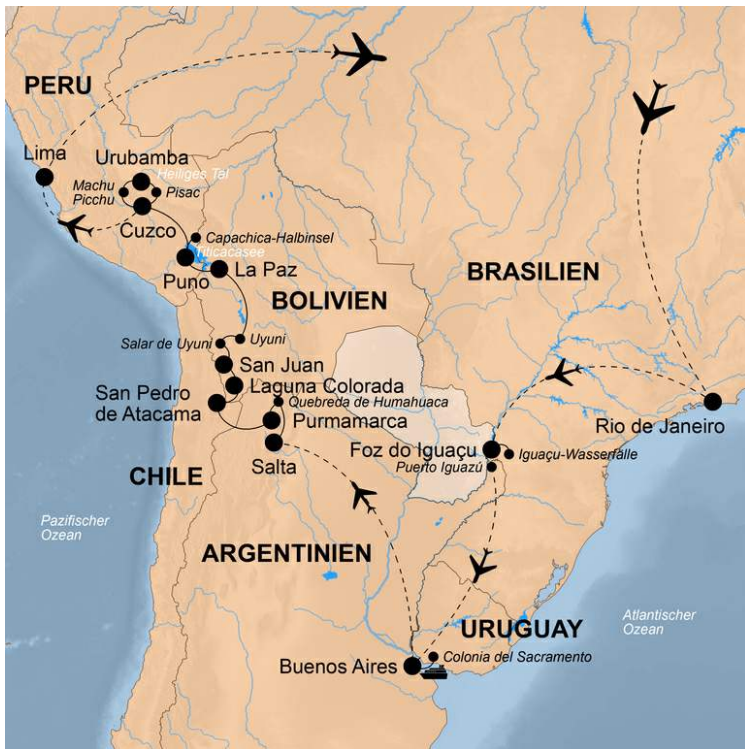 PERU
Lima
Urubamba
Heiliges Tal
Machu
Picchu
Pisac
Cuzco
Capachica-Halbinsel
Titicacasee
Puno
La Paz
BRASILIEN
BOLIVIEN
Salar de Uyuni
Uyuni
San Juan
Laguna Colorada
San Pedro
de Atacama
Quebreda de Humahuaca
Purmamarca
Rio de Janeiro
Salta
Foz do Iguaçu
Iguaçu-Wasserfälle
Puerto Iguazú
CHILE
Pazifischer
Ozean
ARGENTINIEN
Atlantischer
Ozean
URUGUAY
Buenos Aires
Colonia del Sacramento